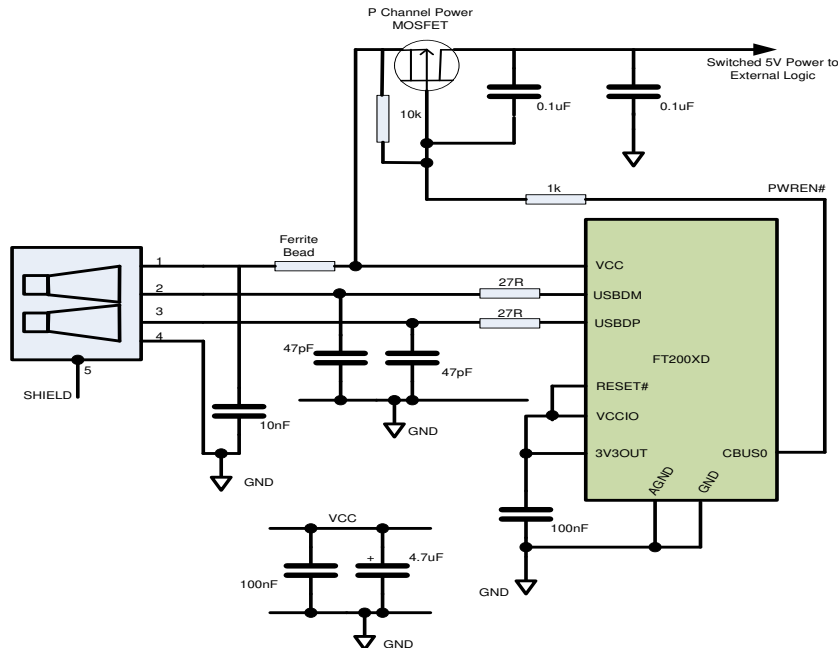 P Channel Power
MOSFET
Switched 5V Power to
External Logic
0.1uF
0.1uF
10k
1k
PWREN#
Ferrite
Bead
1
VCC
27R
2
USBDM
27R
3
USBDP
4
47pF
47pF
FT200XD
5
SHIELD
RESET#
10nF
VCCIO
GND
3V3OUT
CBUS0
GND
AGND
GND
VCC
100nF
4.7uF
+
100nF
GND
GND